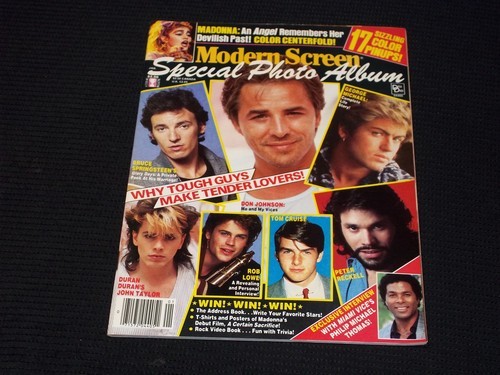 MADONNA: An Angel Remembers Her
Devilish Past! COLOR CENTERFOLD!
17 SIZZLING
COLOR
PINUPS!
Modern Screen
Special Photo Album
GEORGE
MICHAEL:
Complete
Life
Story!
BRUCE
SPRINGSTEEN'S
WHY TOUGH GUYS
MAKE TENDER LOVERS!
DON JOHNSON:
Me and My Vices
TOM CRUISE
ROB
LOWE
A Revealing
and Personal
Interview!
PETER
RECKELL
DURAN
DURAN'S
JOHN TAYLOR
EXCLUSIVE INTERVIEW
WITH MIAMI VICE'S
PHILIP MICHAEL
THOMAS!
★WIN!★WIN!★WIN!★
• The Address Book. . .Write Your Favorite Stars!
• T-Shirts and Posters of Madonna's
Debut Film, A Certain Sacrifice!
• Rock Video Book . . . Fun with Trivia!